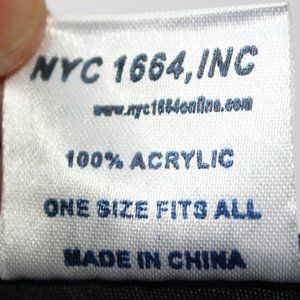 NYC 1664,INC
www.nyc1664online.com
100% ACRYLIC
ONE SIZE FITS ALL
MADE IN CHINA